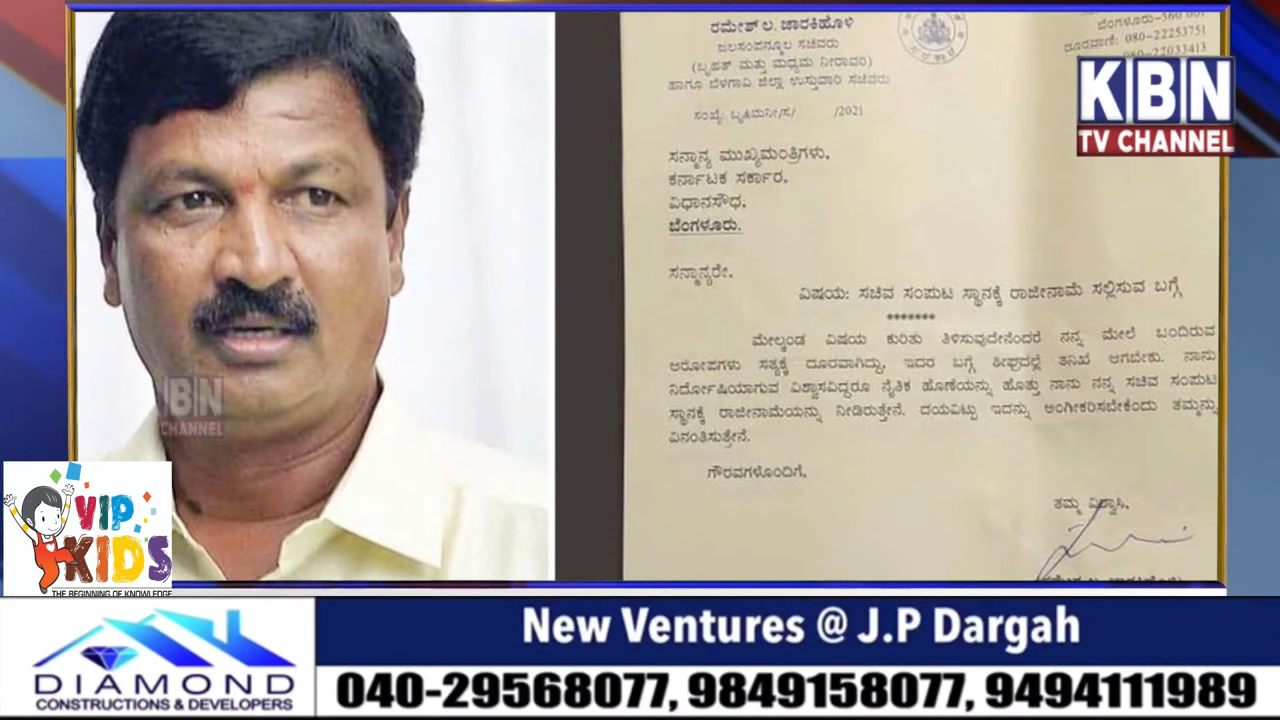 ರಮೇಶ್ ಲ. ಜಾರಕಿಹೊಳಿ
ಜಲಸಂಪನ್ಮೂಲ ಸಚಿವರು
(ಬೃಹತ್ ಮತ್ತು ಮಧ್ಯಮ ನೀರಾವರಿ)
ಹಾಗೂ ಬೆಳಗಾವಿ ಜಿಲ್ಲಾ ಉಸ್ತುವಾರಿ ಸಚಿವರು
ಬೆಂಗಳೂರು-560 001
ದೂರವಾಣಿ: 080-22253751
080-22033413
KBN
TV CHANNEL
/2021
ಸನ್ಮಾನ್ಯ ಮುಖ್ಯಮಂತ್ರಿಗಳು,
ಕರ್ನಾಟಕ ಸರ್ಕಾರ,
ವಿಧಾನಸೌಧ,
ಬೆಂಗಳೂರು.
ಸನ್ಮಾನ್ಯರೇ,
ವಿಷಯ: ಸಚಿವ ಸಂಪುಟ ಸ್ಥಾನಕ್ಕೆ ರಾಜೀನಾಮೆ ಸಲ್ಲಿಸುವ ಬಗ್ಗೆ
*******
ಮೇಲ್ಕಂಡ ವಿಷಯ ಕುರಿತು ತಿಳಿಸುವುದೇನೆಂದರೆ ನನ್ನ ಮೇಲೆ ಬಂದಿರುವ
ಆರೋಪಗಳು ಸತ್ಯಕ್ಕೆ ದೂರವಾಗಿದ್ದು, ಇದರ ಬಗ್ಗೆ ಶೀಘ್ರದಲ್ಲೆ ತನಿಖೆ ಆಗಬೇಕು. ನಾನು
ನಿರ್ದೋಷಿಯಾಗುವ ವಿಶ್ವಾಸವಿದ್ದರೂ ನೈತಿಕ ಹೊಣೆಯನ್ನು ಹೊತ್ತು ನಾನು ನನ್ನ ಸಚಿವ ಸಂಪುಟ
ಸ್ಥಾನಕ್ಕೆ ರಾಜೀನಾಮೆಯನ್ನು ನೀಡಿರುತ್ತೇನೆ. ದಯವಿಟ್ಟು ಇದನ್ನು ಅಂಗೀಕರಿಸಬೇಕೆಂದು ತಮ್ಮನ್ನು
ವಿನಂತಿಸುತ್ತೇನೆ.
ಗೌರವಗಳೊಂದಿಗೆ,
ತಮ್ಮ ವಿಶ್ವಾಸಿ,
KBN
CHANNEL
VIP
KIDS
THE BEGINNING OF KNOWLEDGE
DIAMOND
CONSTRUCTIONS & DEVELOPERS
New Ventures @ J.P Dargah
040-29568077, 9849158077, 9494111989